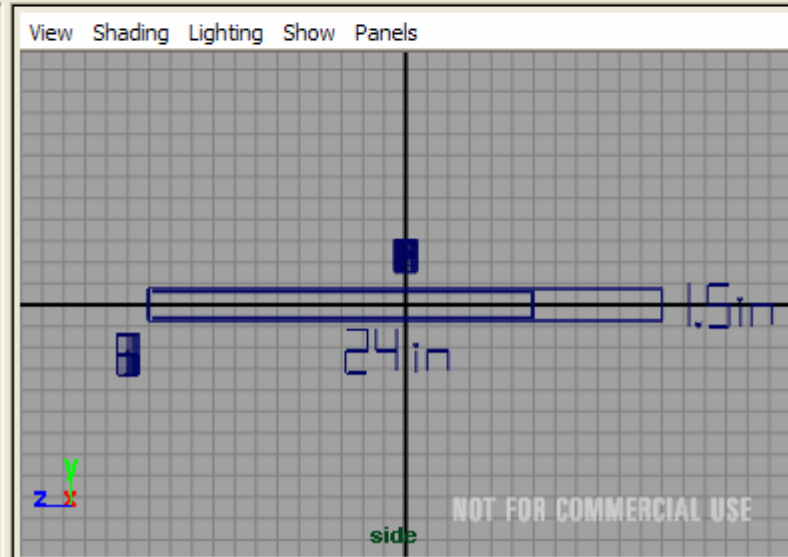 View Shading Lighting Show Panels
1.5in
24in
y
z x
NOT FOR COMMERCIAL USE
side